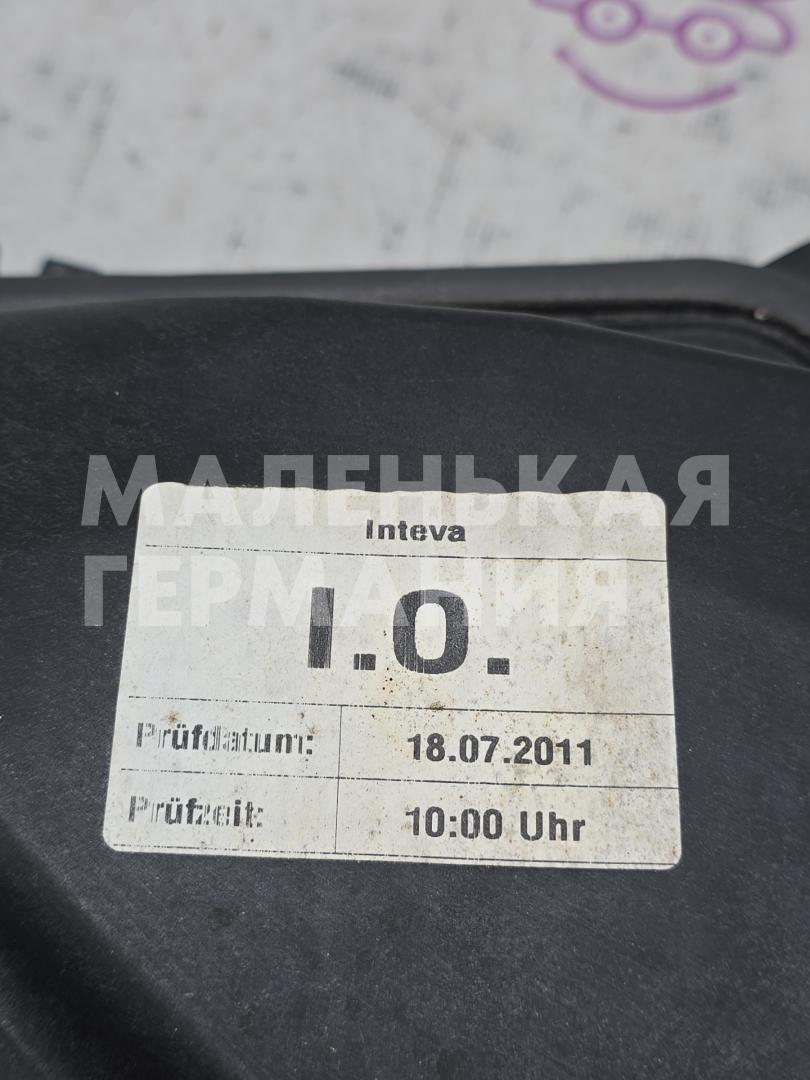 МАЛЕНЬКАЯ
ГЕРМАНИЯ
Inteva
I.O.
Prüfdatum: 18.07.2011
Prüfzeit: 10:00 Uhr